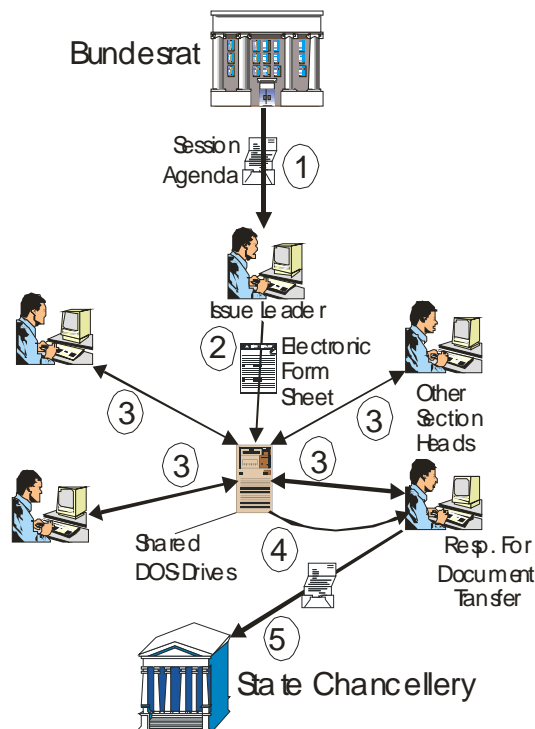 Bundesrat
Session
Agenda
1
Issue Leader
2
Electronic
Form
Sheet
3
3
Other
Section
Heads
3
3
Shared
DOS-Drives
4
Resp. For
Document
Transfer
5
State Chancellery